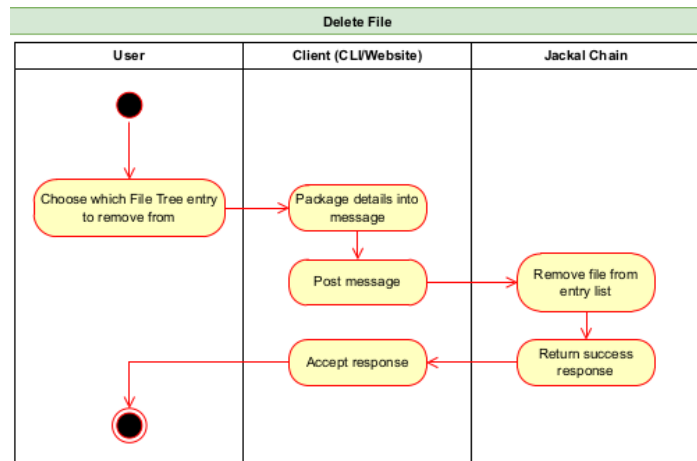 Delete File
User
Client (CLI/Website)
Jackal Chain
Choose which File Tree entry
to remove from
Package details into
message
Post message
Remove file from
entry list
Accept response
Return success
response